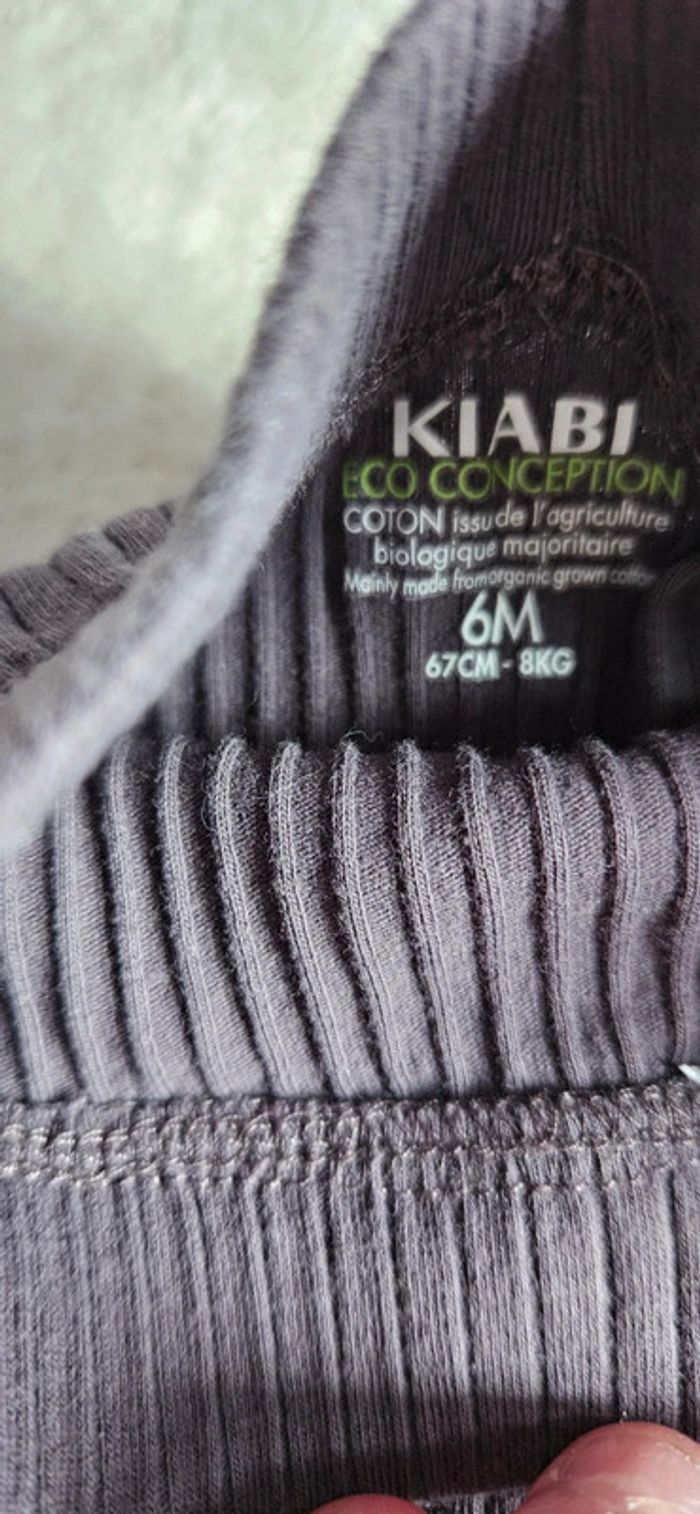 KIABI
ECO CONCEPTION
COTON issu de l'agriculture
biologique majoritaire
Mainly made from organic grown cotton
6M
67CM - 8KG